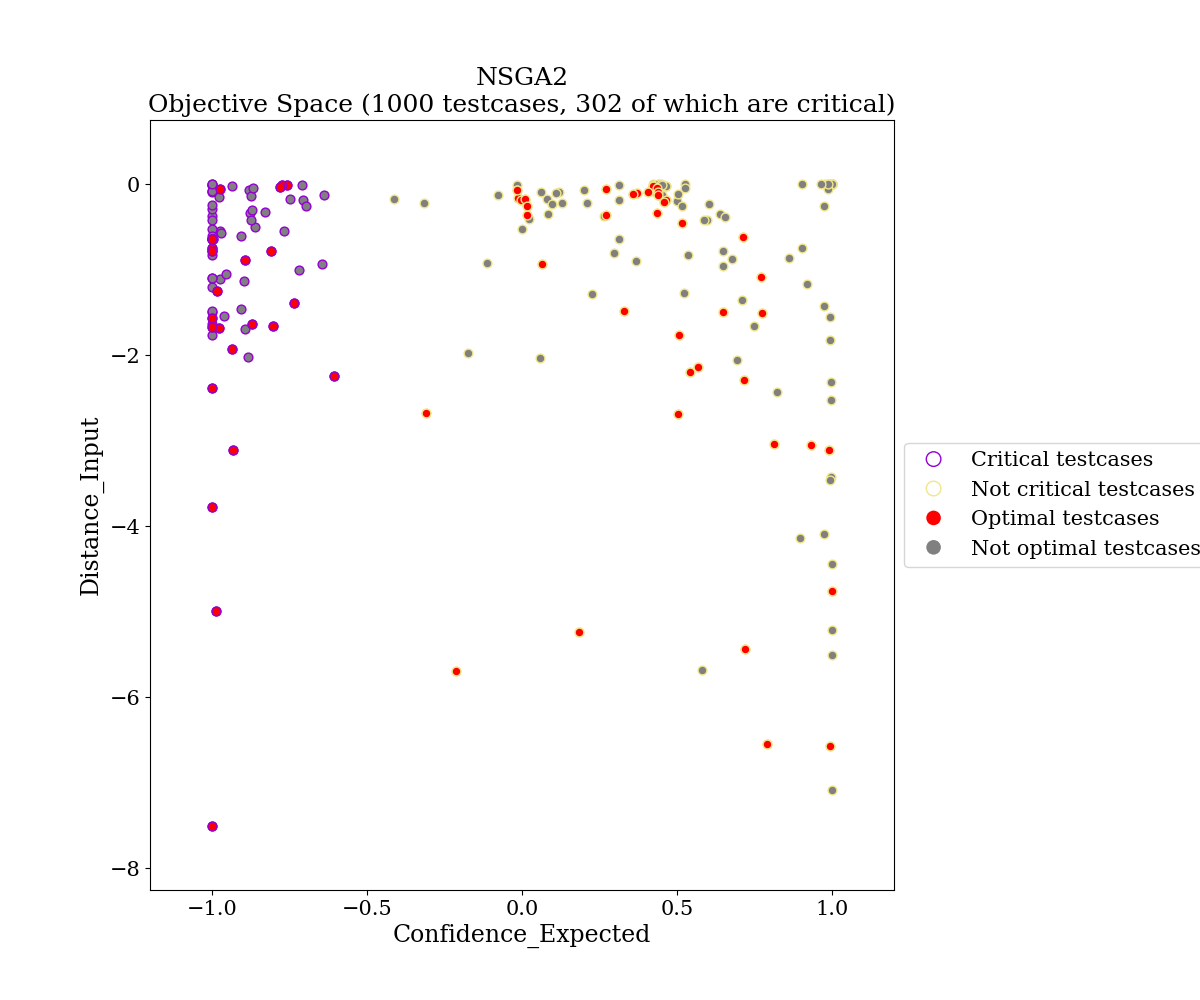 NSGA2
Objective Space (1000 testcases, 302 of which are critical)
0
−2
−4
−6
−8
Distance_Input
−1.0
−0.5
0.0
0.5
1.0
Confidence_Expected
Critical testcases
Not critical testcases
Optimal testcases
Not optimal testcases